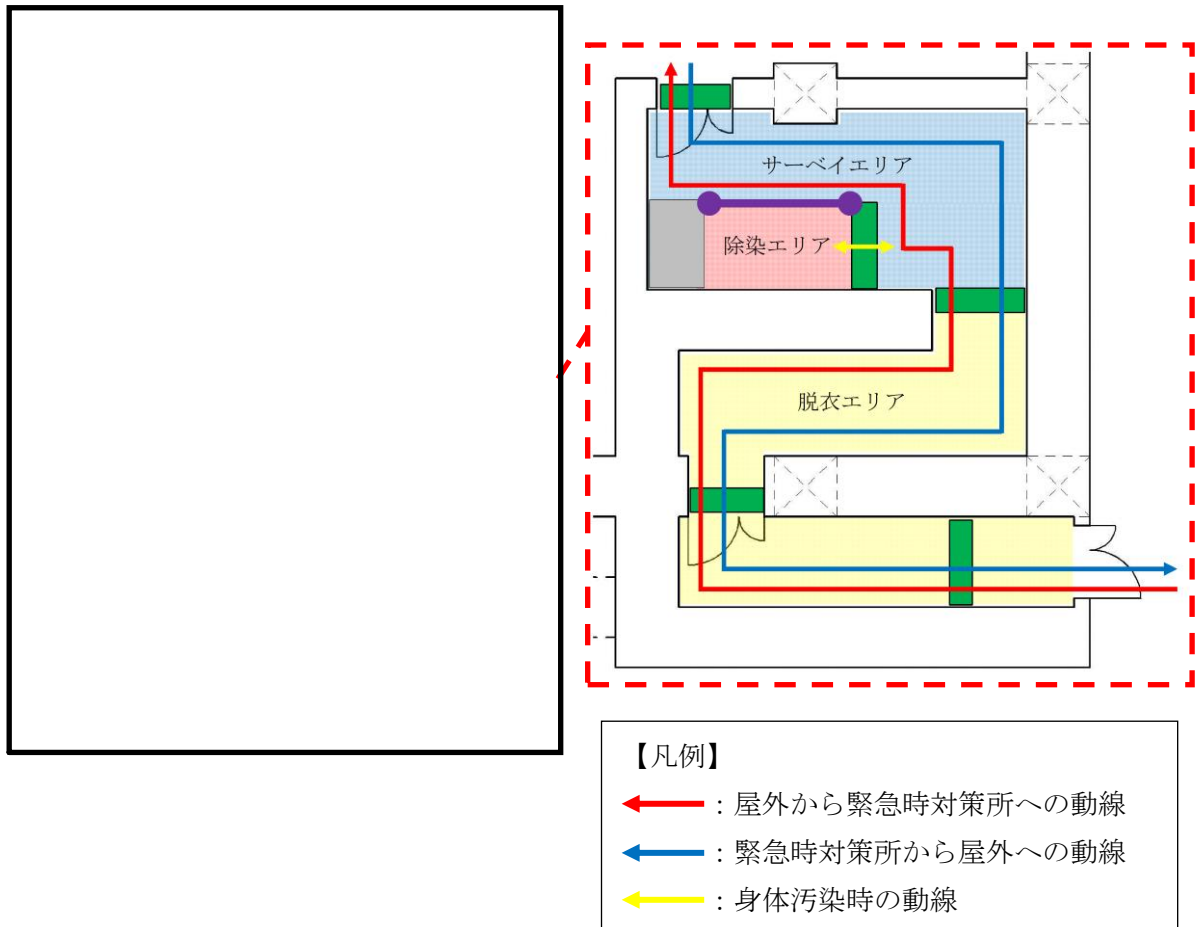 サーベイエリア
除染エリア
脱衣エリア
【凡例】
：屋外から緊急時対策所への動線
：緊急時対策所から屋外への動線
：身体汚染時の動線